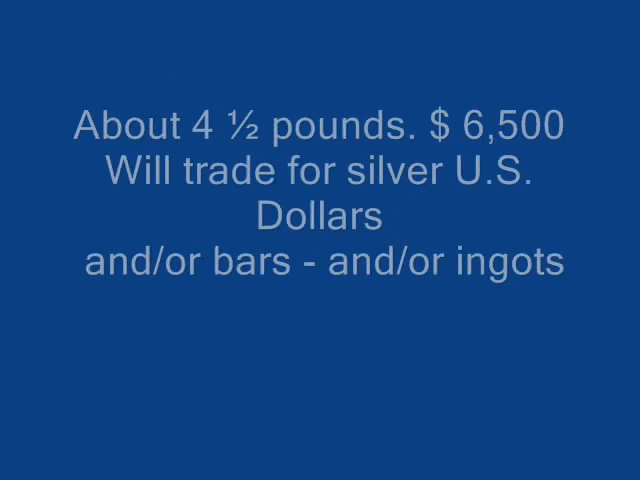 About 4 ½ pounds. $ 6,500
Will trade for silver U.S.
Dollars
and/or bars - and/or ingots